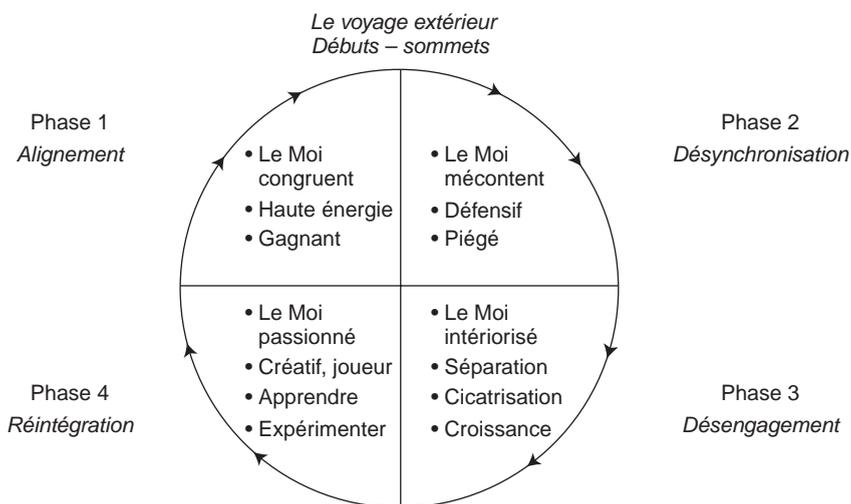 Le voyage extérieur
Débuts – sommets
Phase 1
Alignement
• Le Moi
congruent
• Haute énergie
• Gagnant
• Le Moi
mécontent
• Défensif
• Piégé
Phase 2
Désynchronisation
Phase 4
Réintégration
• Le Moi
passionné
• Créatif, joueur
• Apprendre
• Expérimenter
• Le Moi
intériorisé
• Séparation
• Cicatrisation
• Croissance
Phase 3
Désengagement